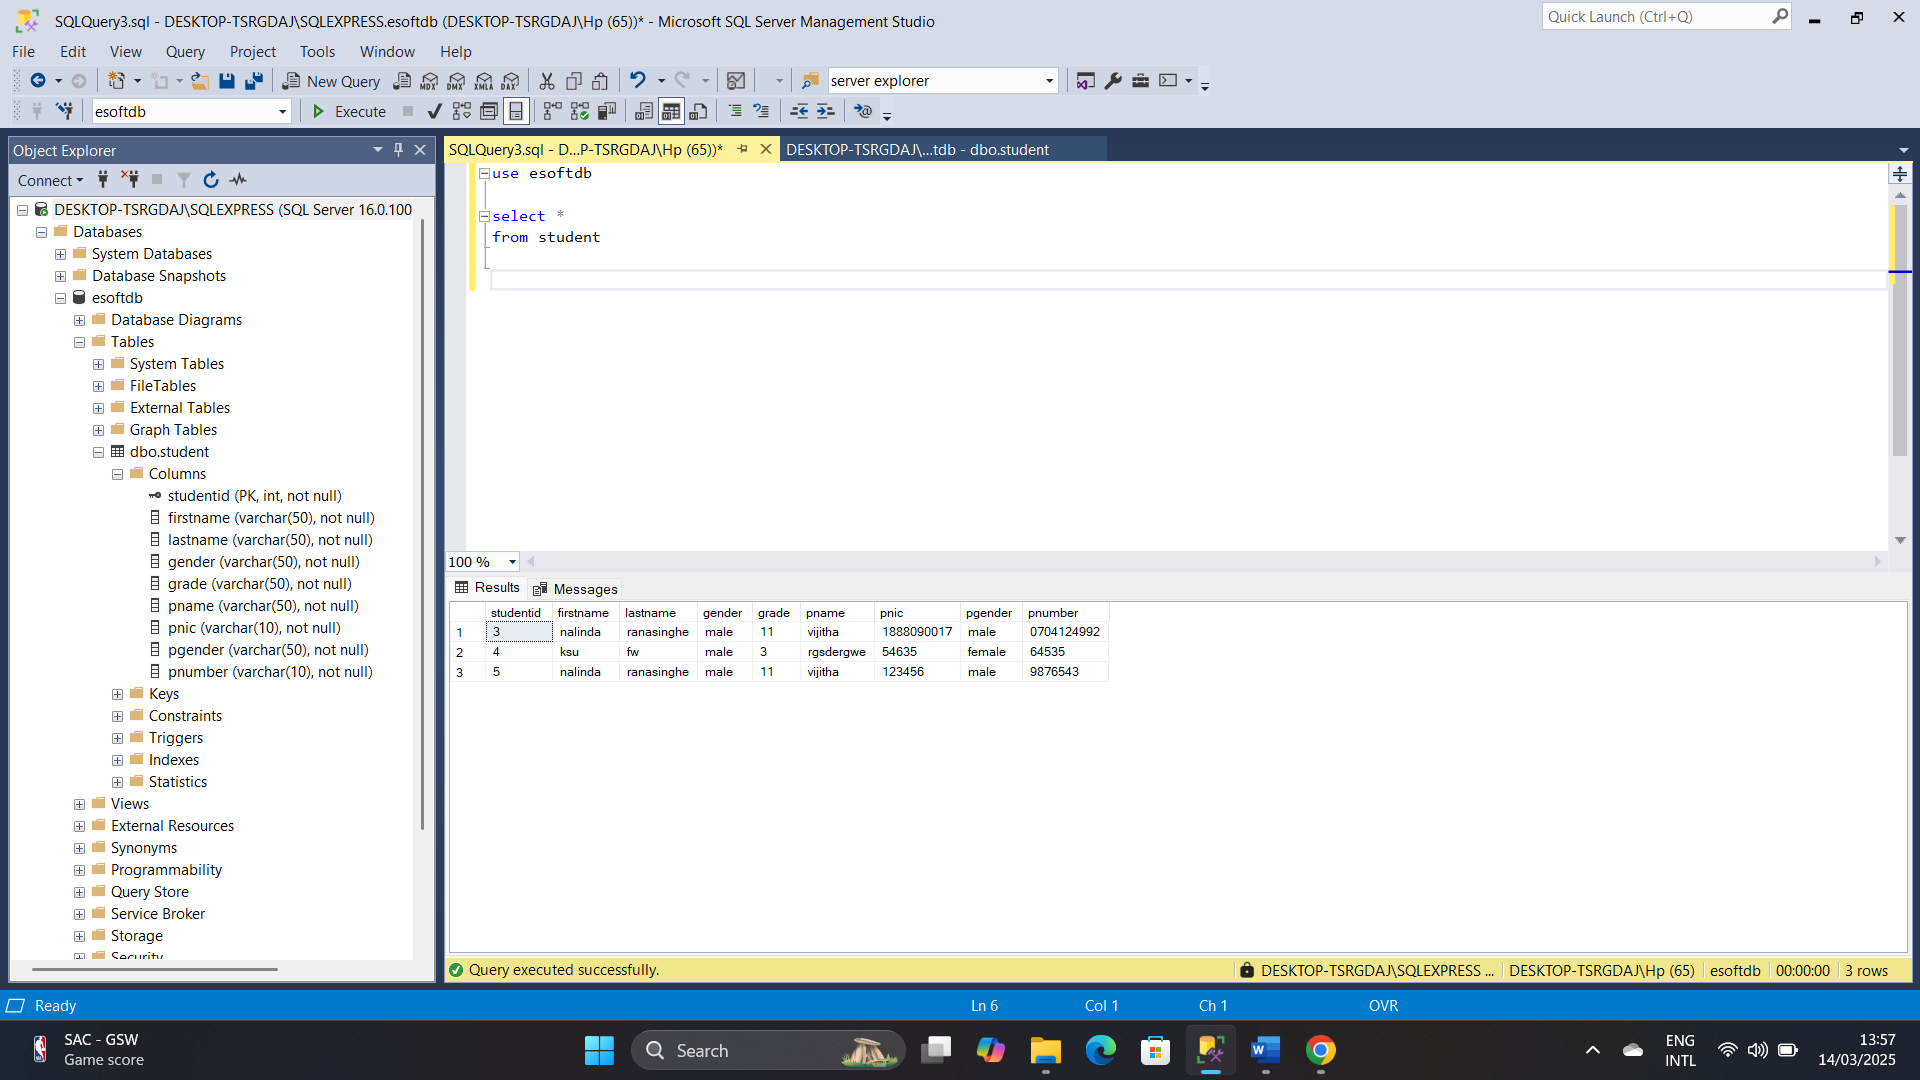 SQLQuery3.sql - DESKTOP-TSRGDAJ\SQLEXPRESS.esoftdb (DESKTOP-TSRGDAJ\Hp (65))* - Microsoft SQL Server Management Studio
Quick Launch (Ctrl+Q)
File Edit View Query Project Tools Window Help
New Query MDX DMX XMLA DAX server explorer
esoftdb Execute
Object Explorer
SQLQuery3.sql - D...P-TSRGDAJ\Hp (65))* DESKTOP-TSRGDAJ\...tdb - dbo.student
Connect
DESKTOP-TSRGDAJ\SQLEXPRESS (SQL Server 16.0.100
Databases
System Databases
Database Snapshots
esoftdb
Database Diagrams
Tables
System Tables
FileTables
External Tables
Graph Tables
dbo.student
Columns
studentid (PK, int, not null)
firstname (varchar(50), not null)
lastname (varchar(50), not null)
gender (varchar(50), not null)
grade (varchar(50), not null)
pname (varchar(50), not null)
pnic (varchar(10), not null)
pgender (varchar(50), not null)
pnumber (varchar(10), not null)
Keys
Constraints
Triggers
Indexes
Statistics
Views
External Resources
Synonyms
Programmability
Query Store
Service Broker
Storage
Security
use esoftdb
select *
from student
100 %
Results Messages
studentid firstname lastname gender grade pname pnic pgender pnumber
1 3 nalinda ranasinghe male 11 vijitha 1888090017 male 0704124992
2 4 ksu fw male 3 rgsdergwe 54635 female 64535
3 5 nalinda ranasinghe male 11 vijitha 123456 male 9876543
Query executed successfully. DESKTOP-TSRGDAJ\SQLEXPRESS ... DESKTOP-TSRGDAJ\Hp (65) esoftdb 00:00:00 3 rows
Ready Ln 6 Col 1 Ch 1 OVR
SAC - GSW
Game score
Search
ENG
INTL
13:57
14/03/2025